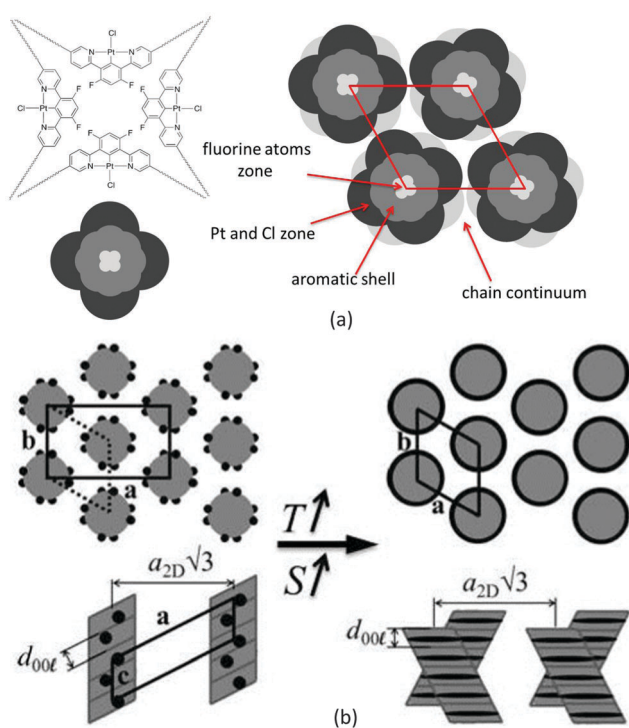 Cl
N Pt N
F F
N F F N
Cl Pt Pt Cl
N F F N
F F
N Pt N
Cl
fluorine atoms
zone
Pt and Cl zone
aromatic shell
chain continuum
(a)
b
a
b
a
T
S
a2D√3
a
d00ℓ
c
a2D√3
d00ℓ
(b)